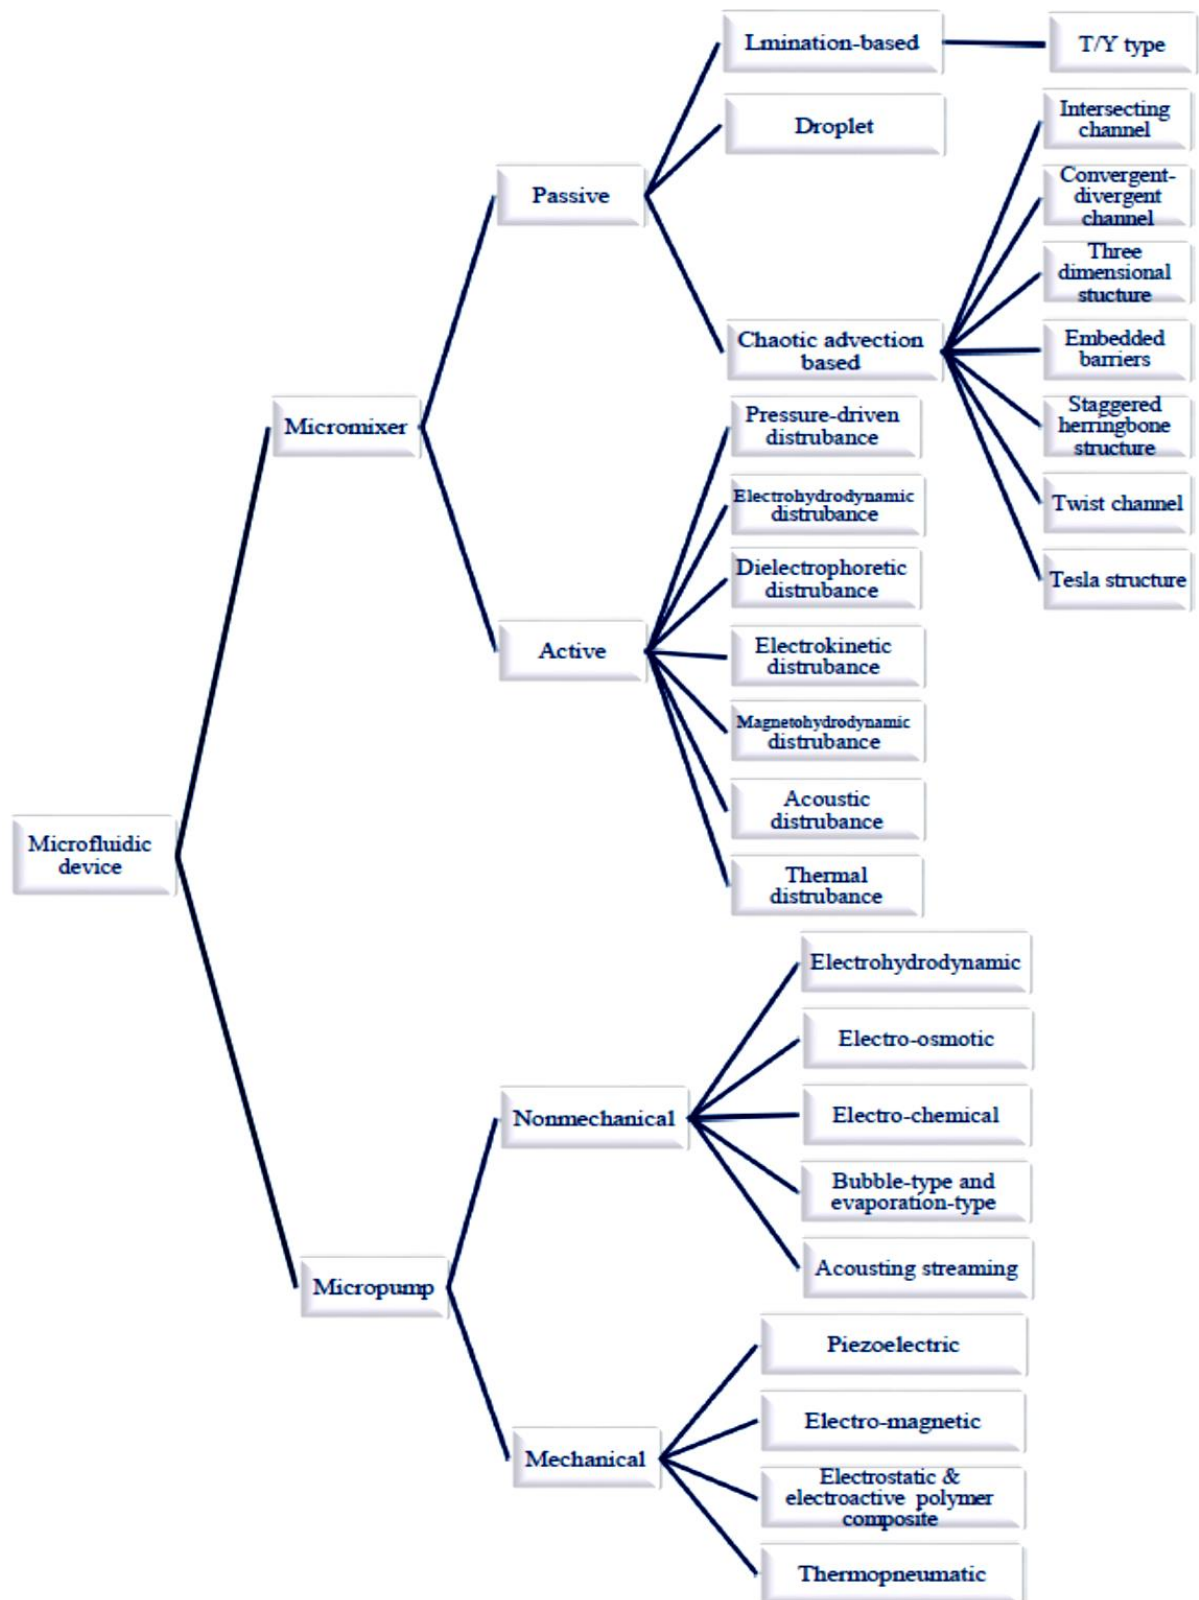 Lmination-based
T/Y type
Droplet
Intersecting
channel
Convergent-
divergent
channel
Passive
Three
dimensional
stucture
Chaotic advection
based
Embedded
barriers
Staggered
herringbone
structure
Twist channel
Tesla structure
Micromixer
Pressure-driven
distrubance
Electrohydrodynamic
distrubance
Dielectrophoretic
distrubance
Active
Electrokinetic
distrubance
Magnetohydrodynamic
distrubance
Acoustic
distrubance
Thermal
distrubance
Microfluidic
device
Electrohydrodynamic
Electro-osmotic
Nonmechanical
Electro-chemical
Bubble-type and
evaporation-type
Acousting streaming
Micropump
Piezoelectric
Electro-magnetic
Mechanical
Electrostatic &
electroactive polymer
composite
Thermopneumatic